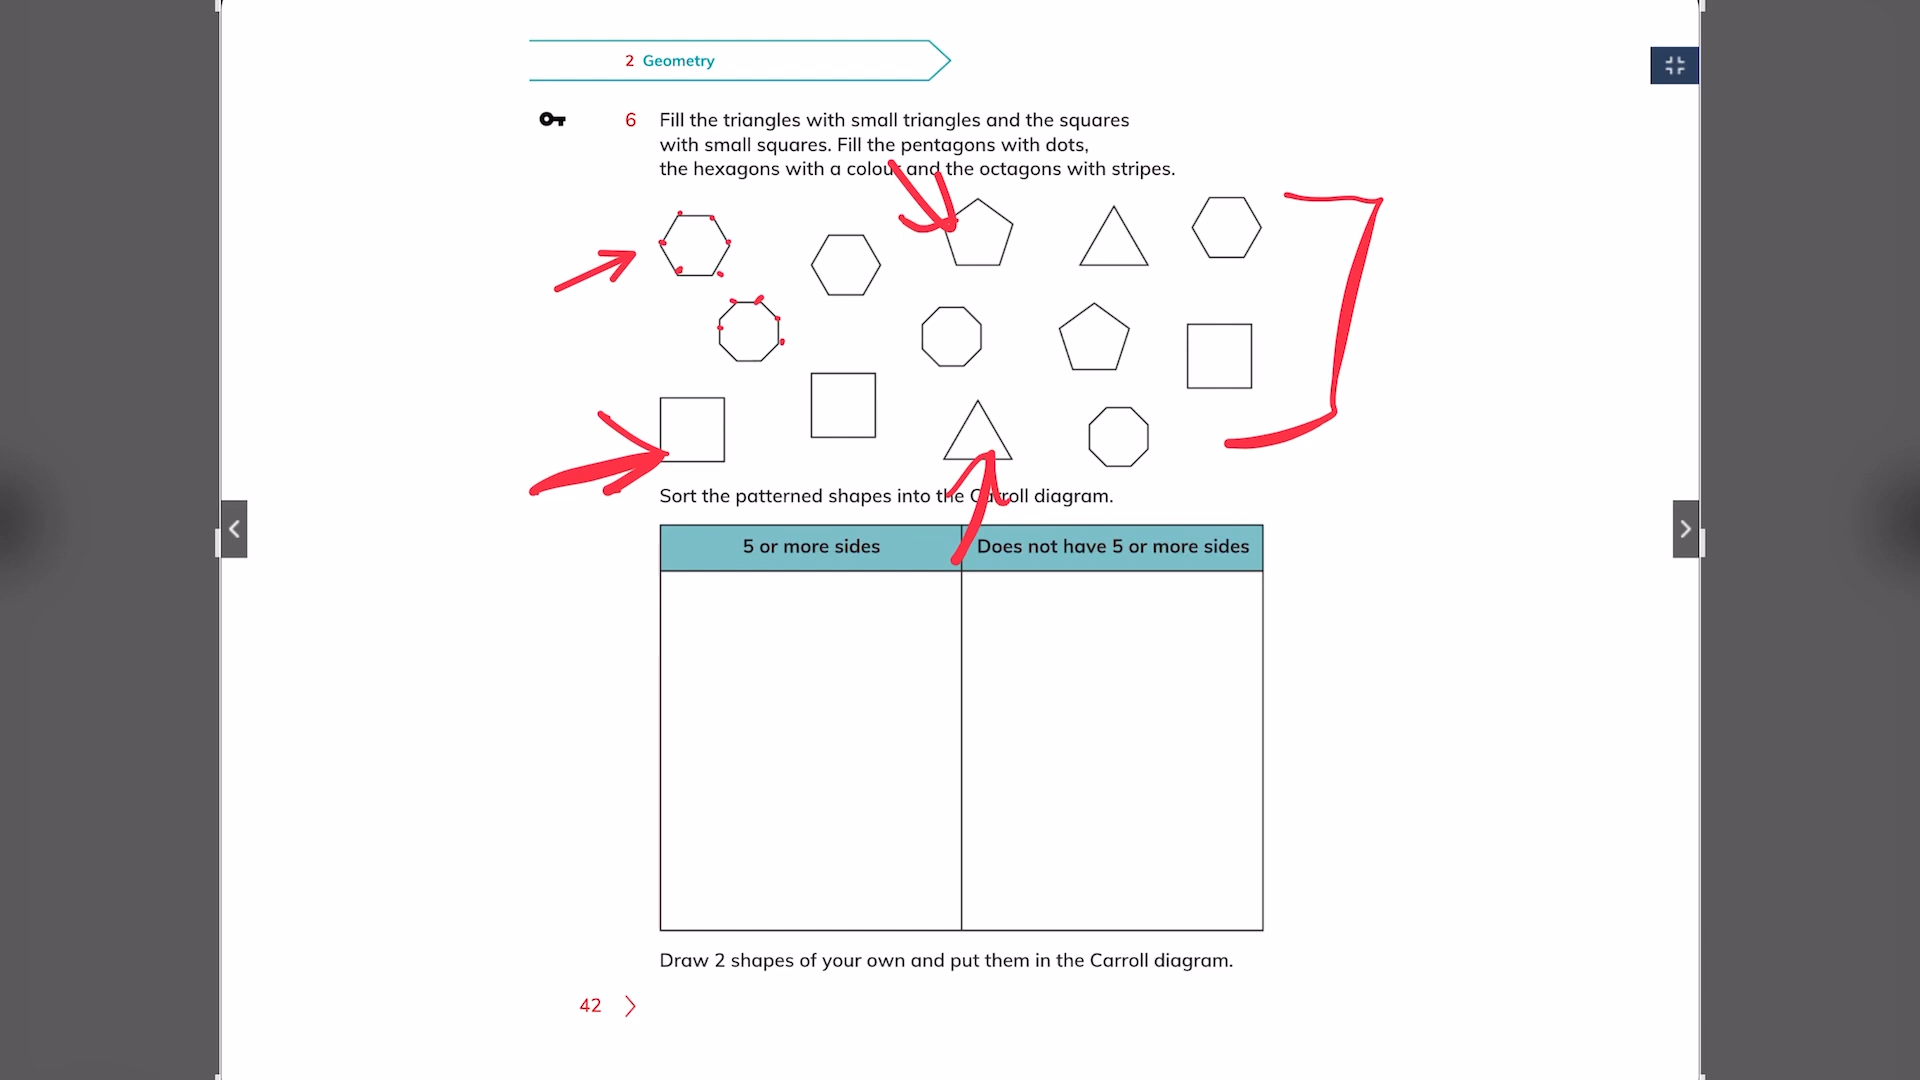 2 Geometry
6 Fill the triangles with small triangles and the squares
with small squares. Fill the pentagons with dots,
the hexagons with a colour and the octagons with stripes.
Sort the patterned shapes into the Carroll diagram.
5 or more sides Does not have 5 or more sides
Draw 2 shapes of your own and put them in the Carroll diagram.
42